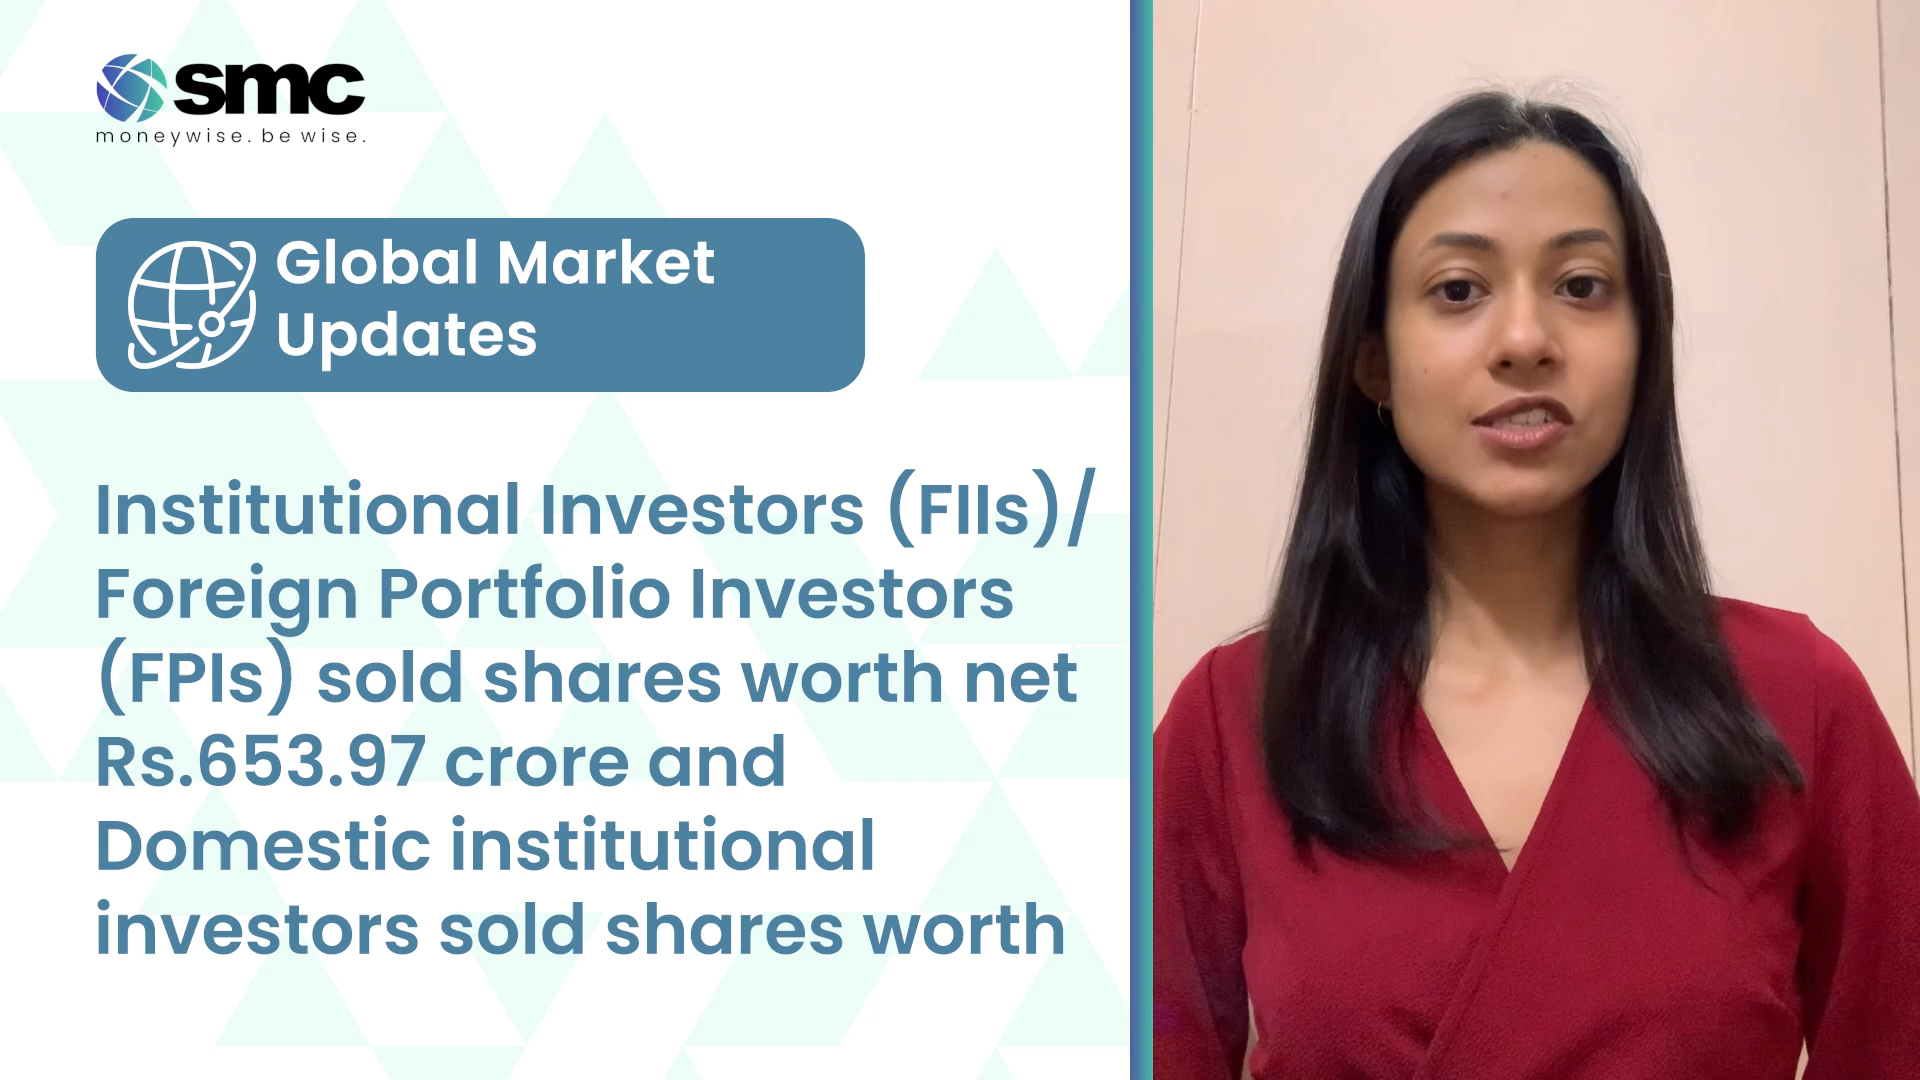 smc
moneywise. be wise.
Global Market
Updates
Institutional Investors (FIIs)/
Foreign Portfolio Investors
(FPIs) sold shares worth net
Rs.653.97 crore and
Domestic institutional
investors sold shares worth